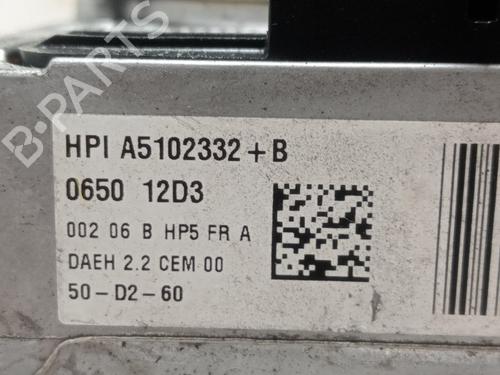 B-PARTS
HPI A5102332+B
0650 12D3
002 06 B HP5 FR A
DAEH 2.2 CEM 00
50-D2-60